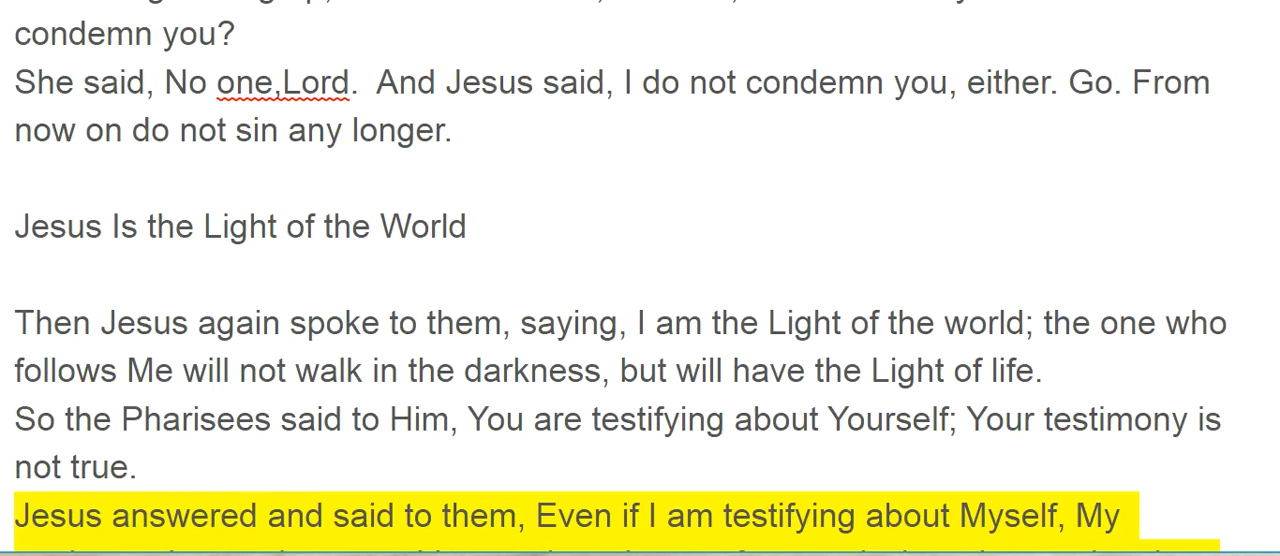 condemn you?
She said, No one,Lord.  And Jesus said, I do not condemn you, either. Go. From
now on do not sin any longer.
Jesus Is the Light of the World
Then Jesus again spoke to them, saying, I am the Light of the world; the one who
follows Me will not walk in the darkness, but will have the Light of life.
So the Pharisees said to Him, You are testifying about Yourself; Your testimony is
not true.
Jesus answered and said to them, Even if I am testifying about Myself, My